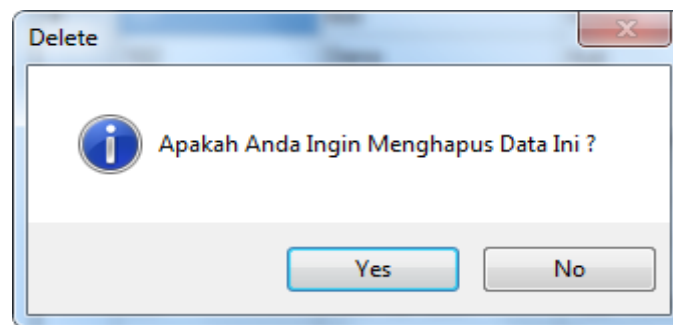 Delete
Apakah Anda Ingin Menghapus Data Ini ?
Yes
No